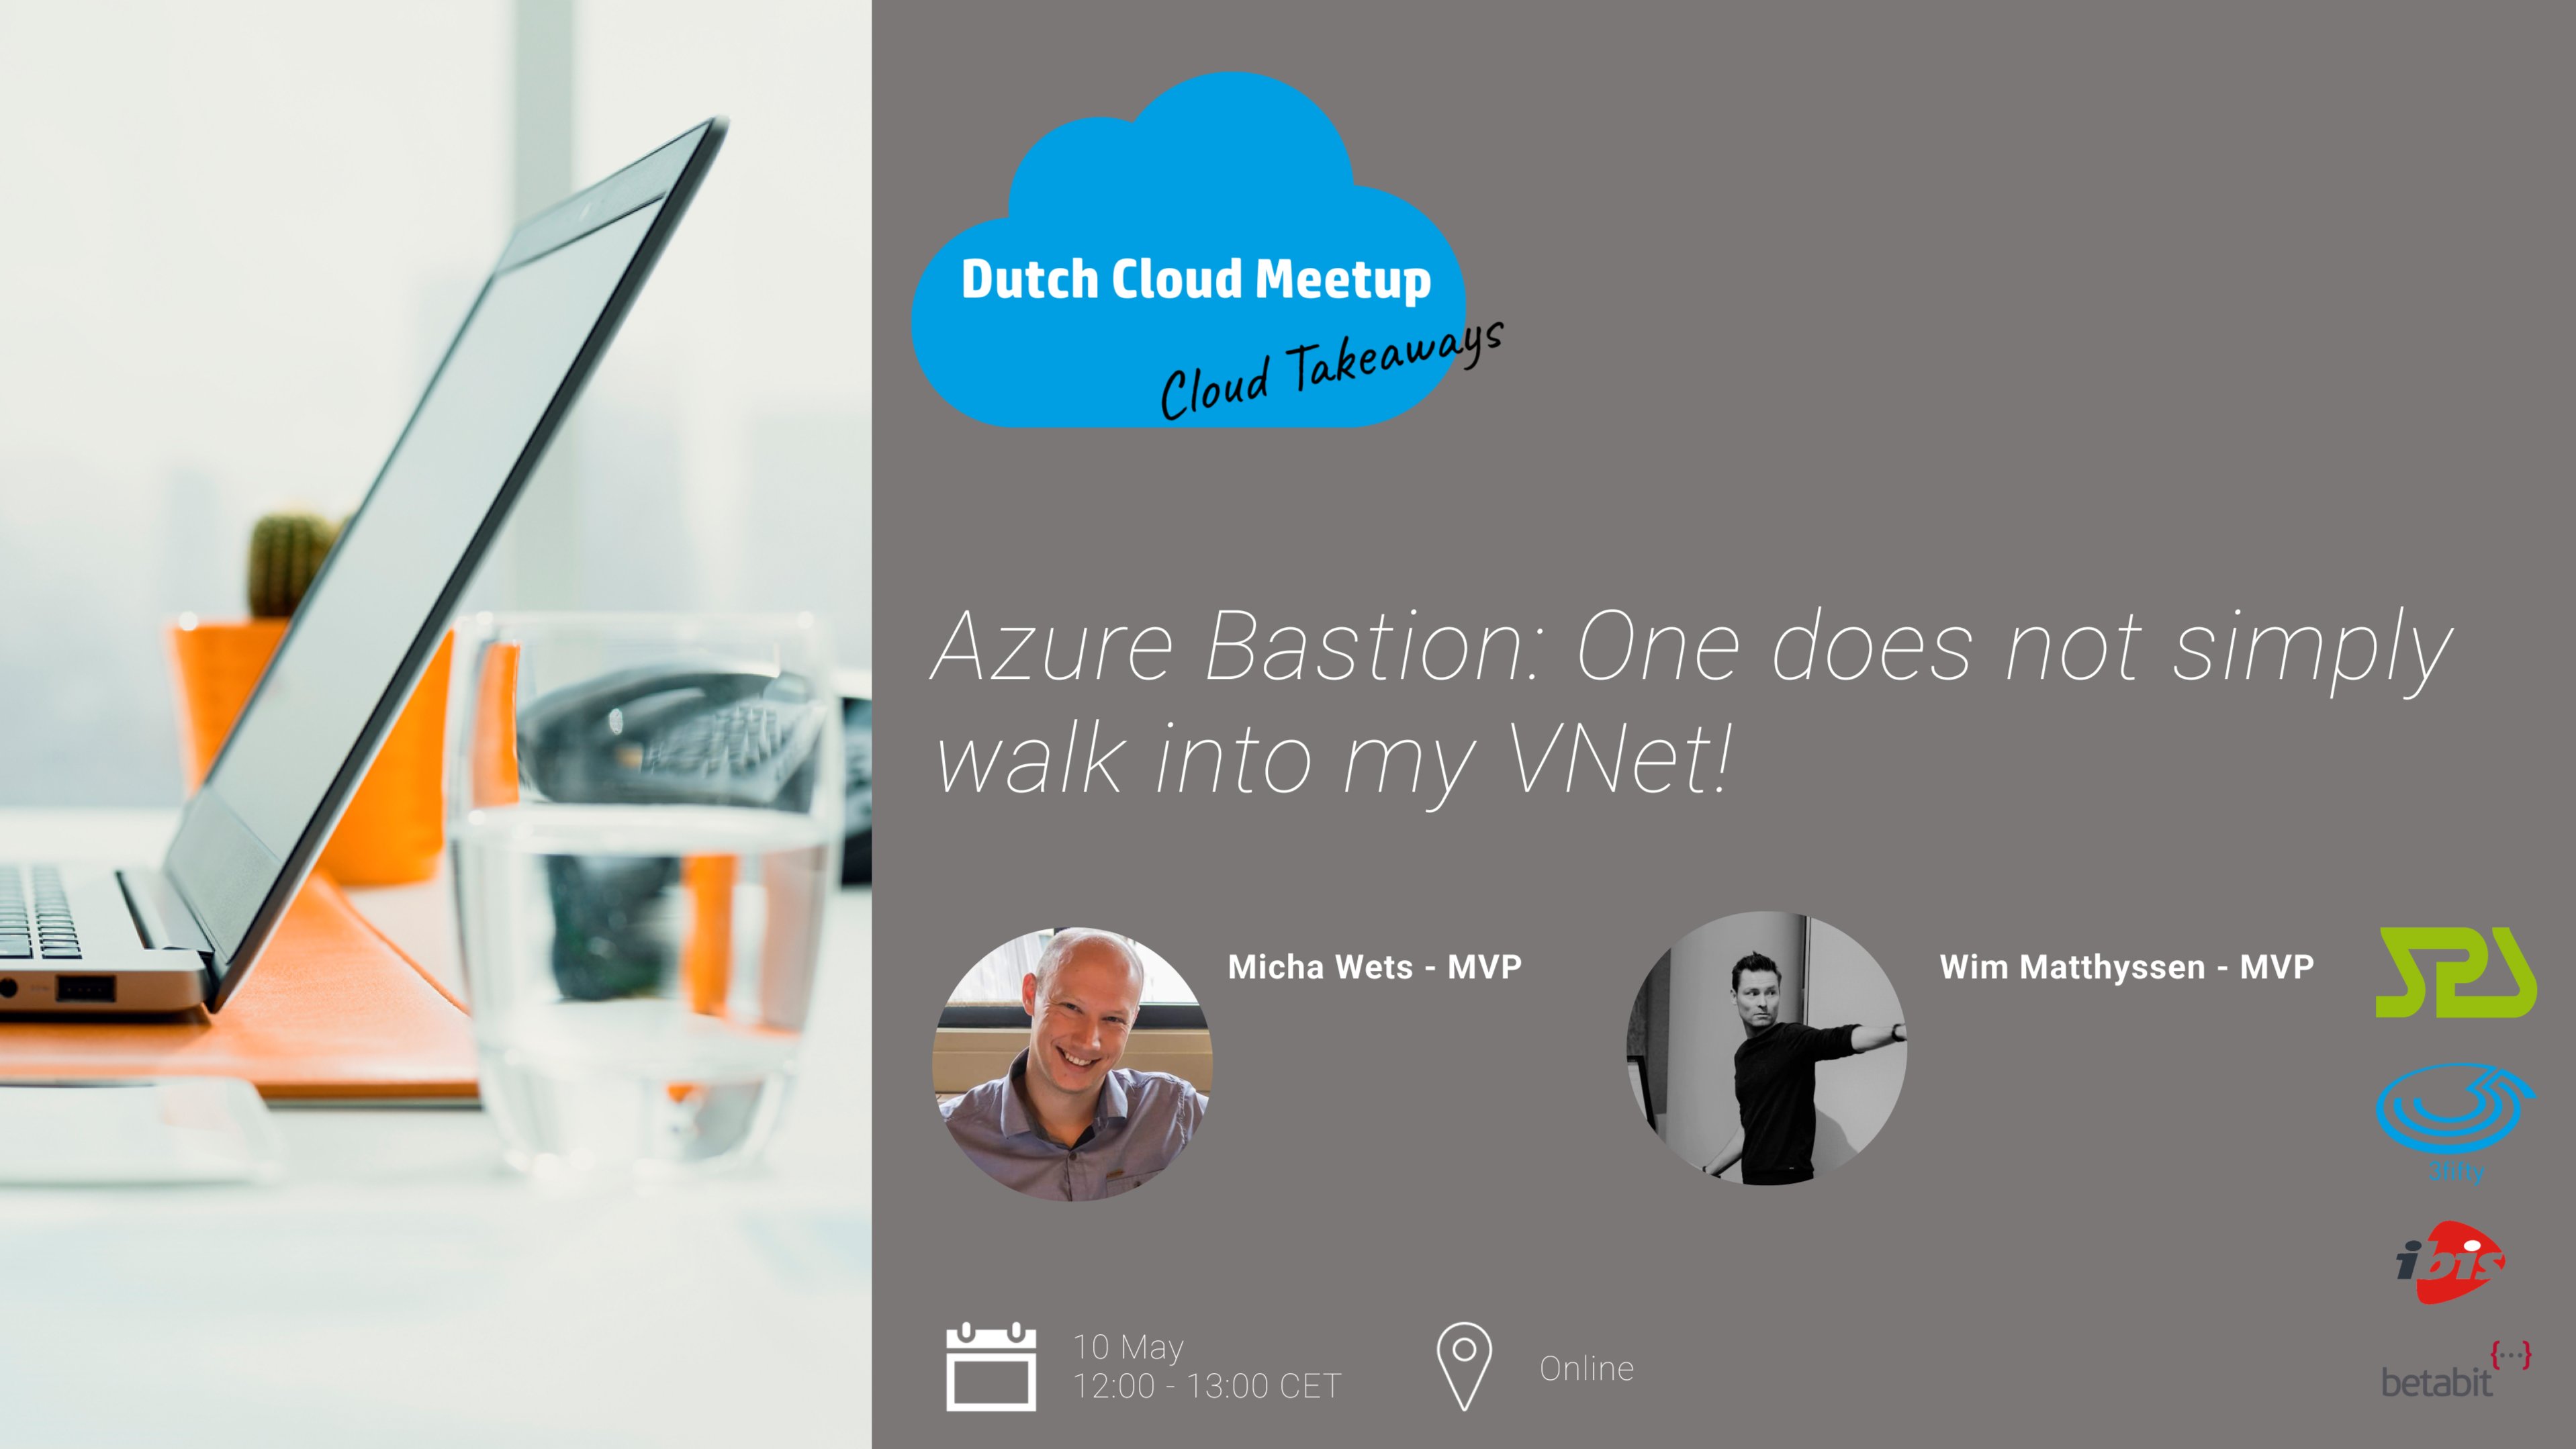 Dutch Cloud Meetup
Cloud Takeaways
Azure Bastion: One does not simply
walk into my VNet!
Micha Wets - MVP
Wim Matthyssen - MVP
SPS
3fifty
ibis
10 May
12:00 - 13:00 CET
Online
{···}
betabit